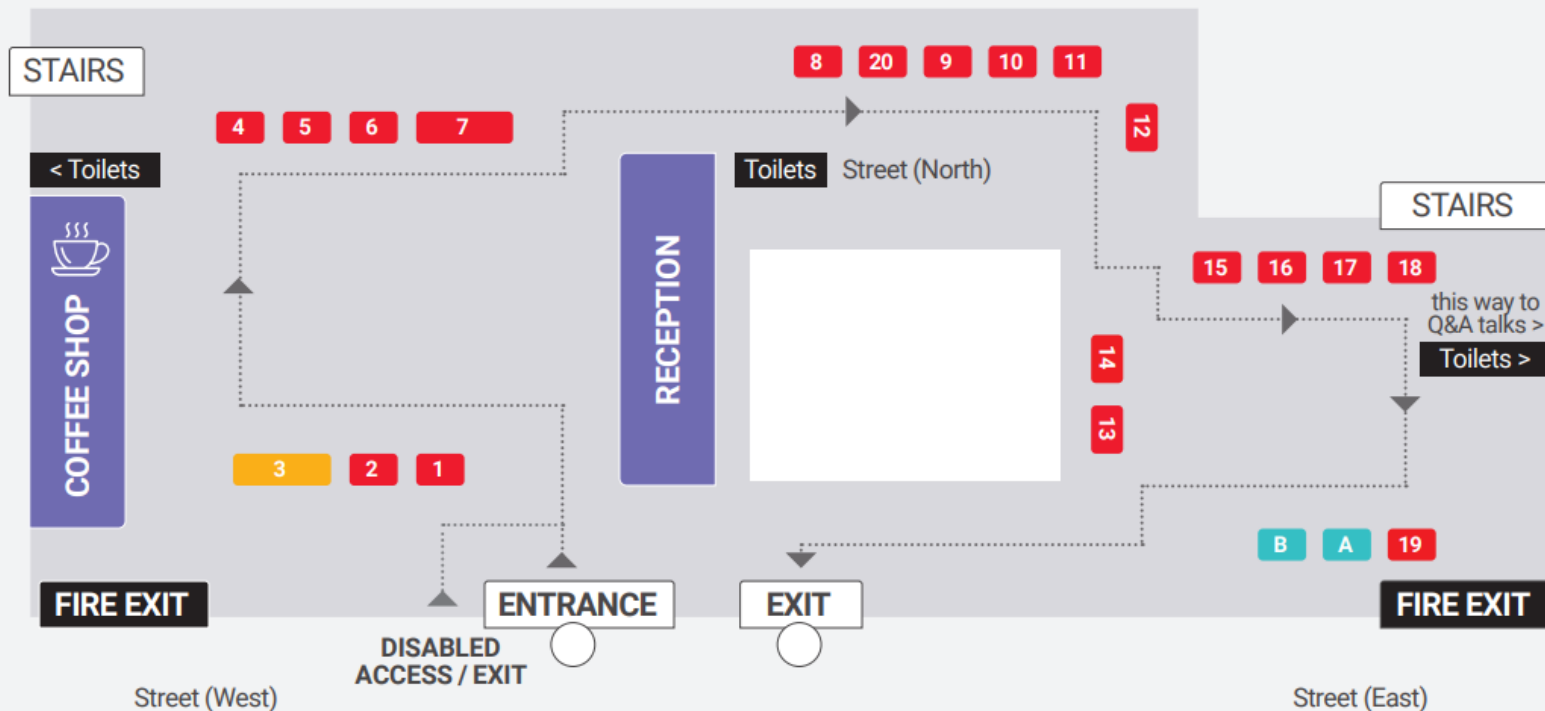 STAIRS
8 20 9 10 11
4 5 6 7
12
< Toilets
Toilets Street (North)
STAIRS
COFFEE SHOP
RECEPTION
15 16 17 18
this way to
Q&A talks >
Toilets >
14
13
3 2 1
B A 19
FIRE EXIT
ENTRANCE
EXIT
FIRE EXIT
DISABLED
ACCESS / EXIT
Street (West)
Street (East)